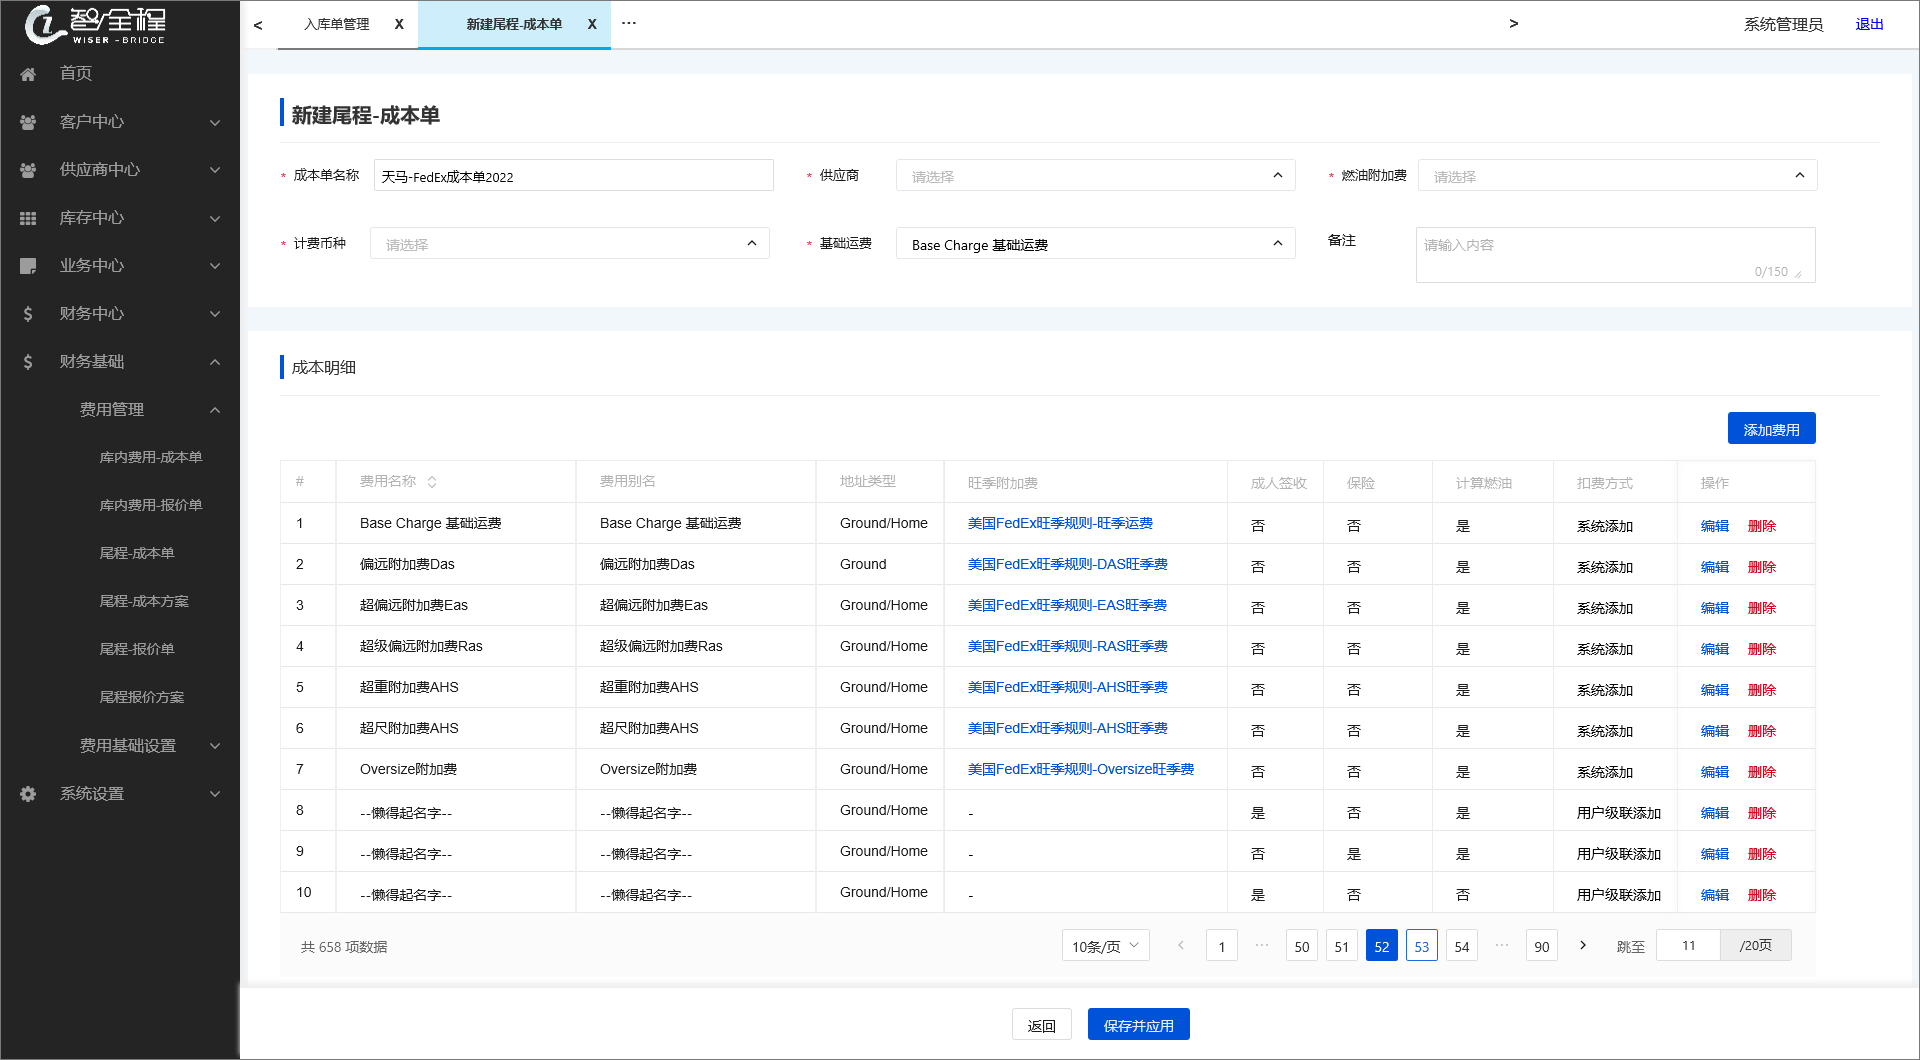 智全程
WISER -BRIDGE
< 入库单管理 X 新建尾程-成本单 X ··· > 系统管理员 退出
首页
客户中心
供应商中心
库存中心
业务中心
财务中心
财务基础
费用管理
库内费用-成本单
库内费用-报价单
尾程-成本单
尾程-成本方案
尾程-报价单
尾程报价方案
费用基础设置
系统设置
新建尾程-成本单
* 成本单名称 天马-FedEx成本单2022 * 供应商 请选择 * 燃油附加费 请选择
* 计费币种 请选择 * 基础运费 Base Charge 基础运费 备注 请输入内容
0/150
成本明细
添加费用
# 费用名称 费用别名 地址类型 旺季附加费 成人签收 保险 计算燃油 扣费方式 操作
1 Base Charge 基础运费 Base Charge 基础运费 Ground/Home 美国FedEx旺季规则-旺季运费 否 否 是 系统添加 编辑 删除
2 偏远附加费Das 偏远附加费Das Ground 美国FedEx旺季规则-DAS旺季费 否 否 是 系统添加 编辑 删除
3 超偏远附加费Eas 超偏远附加费Eas Ground/Home 美国FedEx旺季规则-EAS旺季费 否 否 是 系统添加 编辑 删除
4 超级偏远附加费Ras 超级偏远附加费Ras Ground/Home 美国FedEx旺季规则-RAS旺季费 否 否 是 系统添加 编辑 删除
5 超重附加费AHS 超重附加费AHS Ground/Home 美国FedEx旺季规则-AHS旺季费 否 否 是 系统添加 编辑 删除
6 超尺附加费AHS 超尺附加费AHS Ground/Home 美国FedEx旺季规则-AHS旺季费 否 否 是 系统添加 编辑 删除
7 Oversize附加费 Oversize附加费 Ground/Home 美国FedEx旺季规则-Oversize旺季费 否 否 是 系统添加 编辑 删除
8 --懒得起名字-- --懒得起名字-- Ground/Home - 是 否 是 用户级联添加 编辑 删除
9 --懒得起名字-- --懒得起名字-- Ground/Home - 否 是 是 用户级联添加 编辑 删除
10 --懒得起名字-- --懒得起名字-- Ground/Home - 是 否 否 用户级联添加 编辑 删除
共 658 项数据 10条/页 1 ··· 50 51 52 53 54 ··· 90 跳至 11 /20页
返回 保存并应用